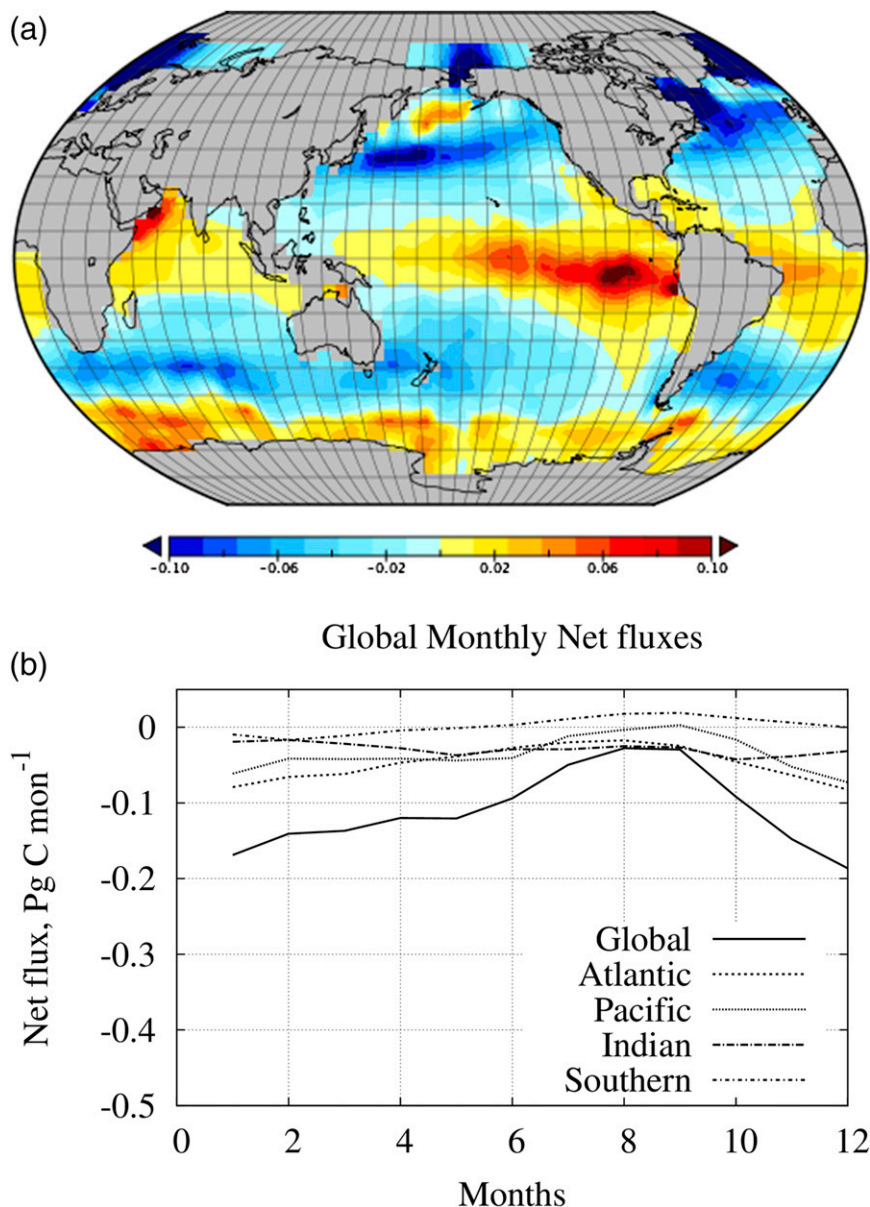 (a)
-0.10 -0.06 -0.02 0.02 0.06 0.10
Global Monthly Net fluxes
(b)
Net flux, Pg C mon⁻¹
0
-0.1
-0.2
-0.3
-0.4
-0.5
Global
Atlantic
Pacific
Indian
Southern
0 2 4 6 8 10 12
Months